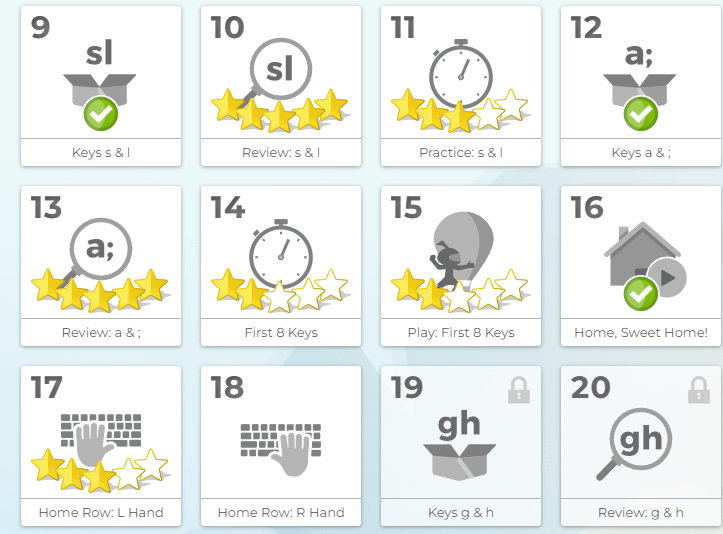 9
sl
Keys s & l
10
sl
Review: s & l
11
Practice: s & l
12
a;
Keys a & ;
13
a;
Review: a & ;
14
First 8 Keys
15
Play: First 8 Keys
16
Home, Sweet Home!
17
Home Row: L Hand
18
Home Row: R Hand
19
gh
Keys g & h
20
gh
Review: g & h